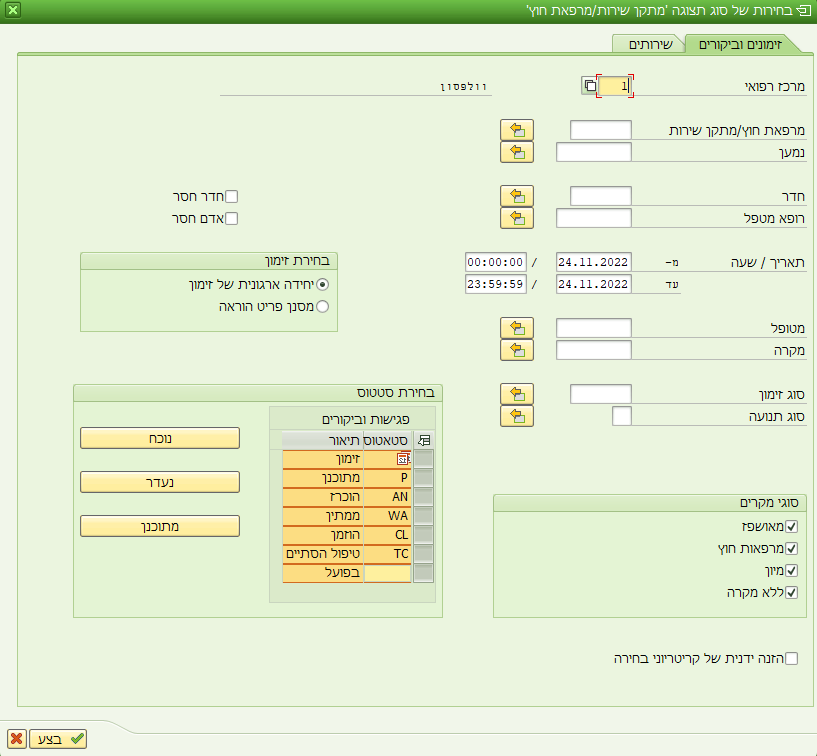 בחירות של סוג תצוגה 'מתקן שירות/מרפאת חוץ'
זימונים וביקורים שירותים
מרכז רפואי 1 וולפסון
מרפאת חוץ/מתקן שירות
נמען
חדר חדר חסר
רופא מטפל אדם חסר
תאריך / שעה מ- 24.11.2022 / 00:00:00
עד 24.11.2022 / 23:59:59
בחירת זימון
יחידה ארגונית של זימון
מסנן פריט הוראה
מטופל
מקרה
סוג זימון
סוג תנועה
בחירת סטטוס
פגישות וביקורים
סטאטוס תיאור
זימון
P מתוכנן
AN הוכרז
WA ממתין
CL הוזמן
TC טיפול הסתיים
בפועל
נוכח
נעדר
מתוכנן
סוגי מקרים
מאושפז
מרפאות חוץ
מיון
ללא מקרה
הזנה ידנית של קריטריוני בחירה
בצע